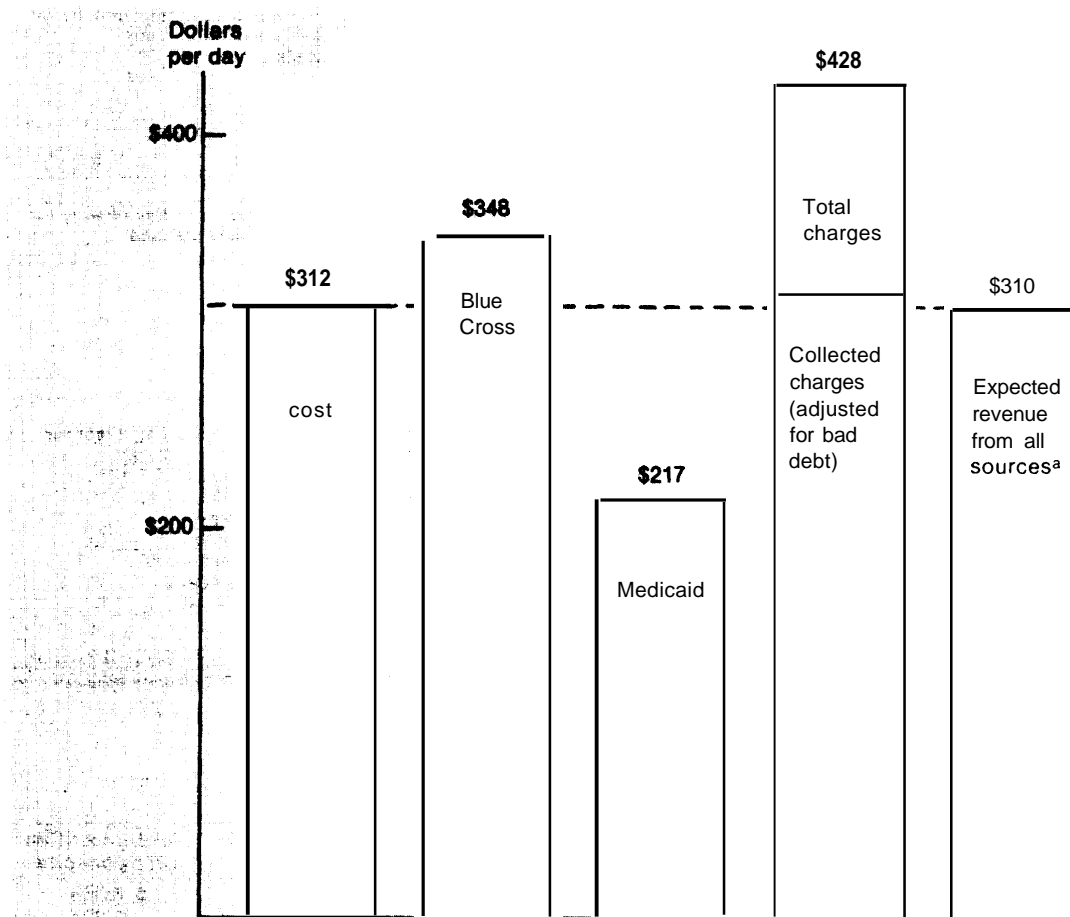 Dollars
per day
$400
$200
$312
cost
$348
Blue
Cross
$217
Medicaid
$428
Total
charges
Collected
charges
(adjusted
for bad
debt)
$310
Expected
revenue
from all
sourcesᵃ